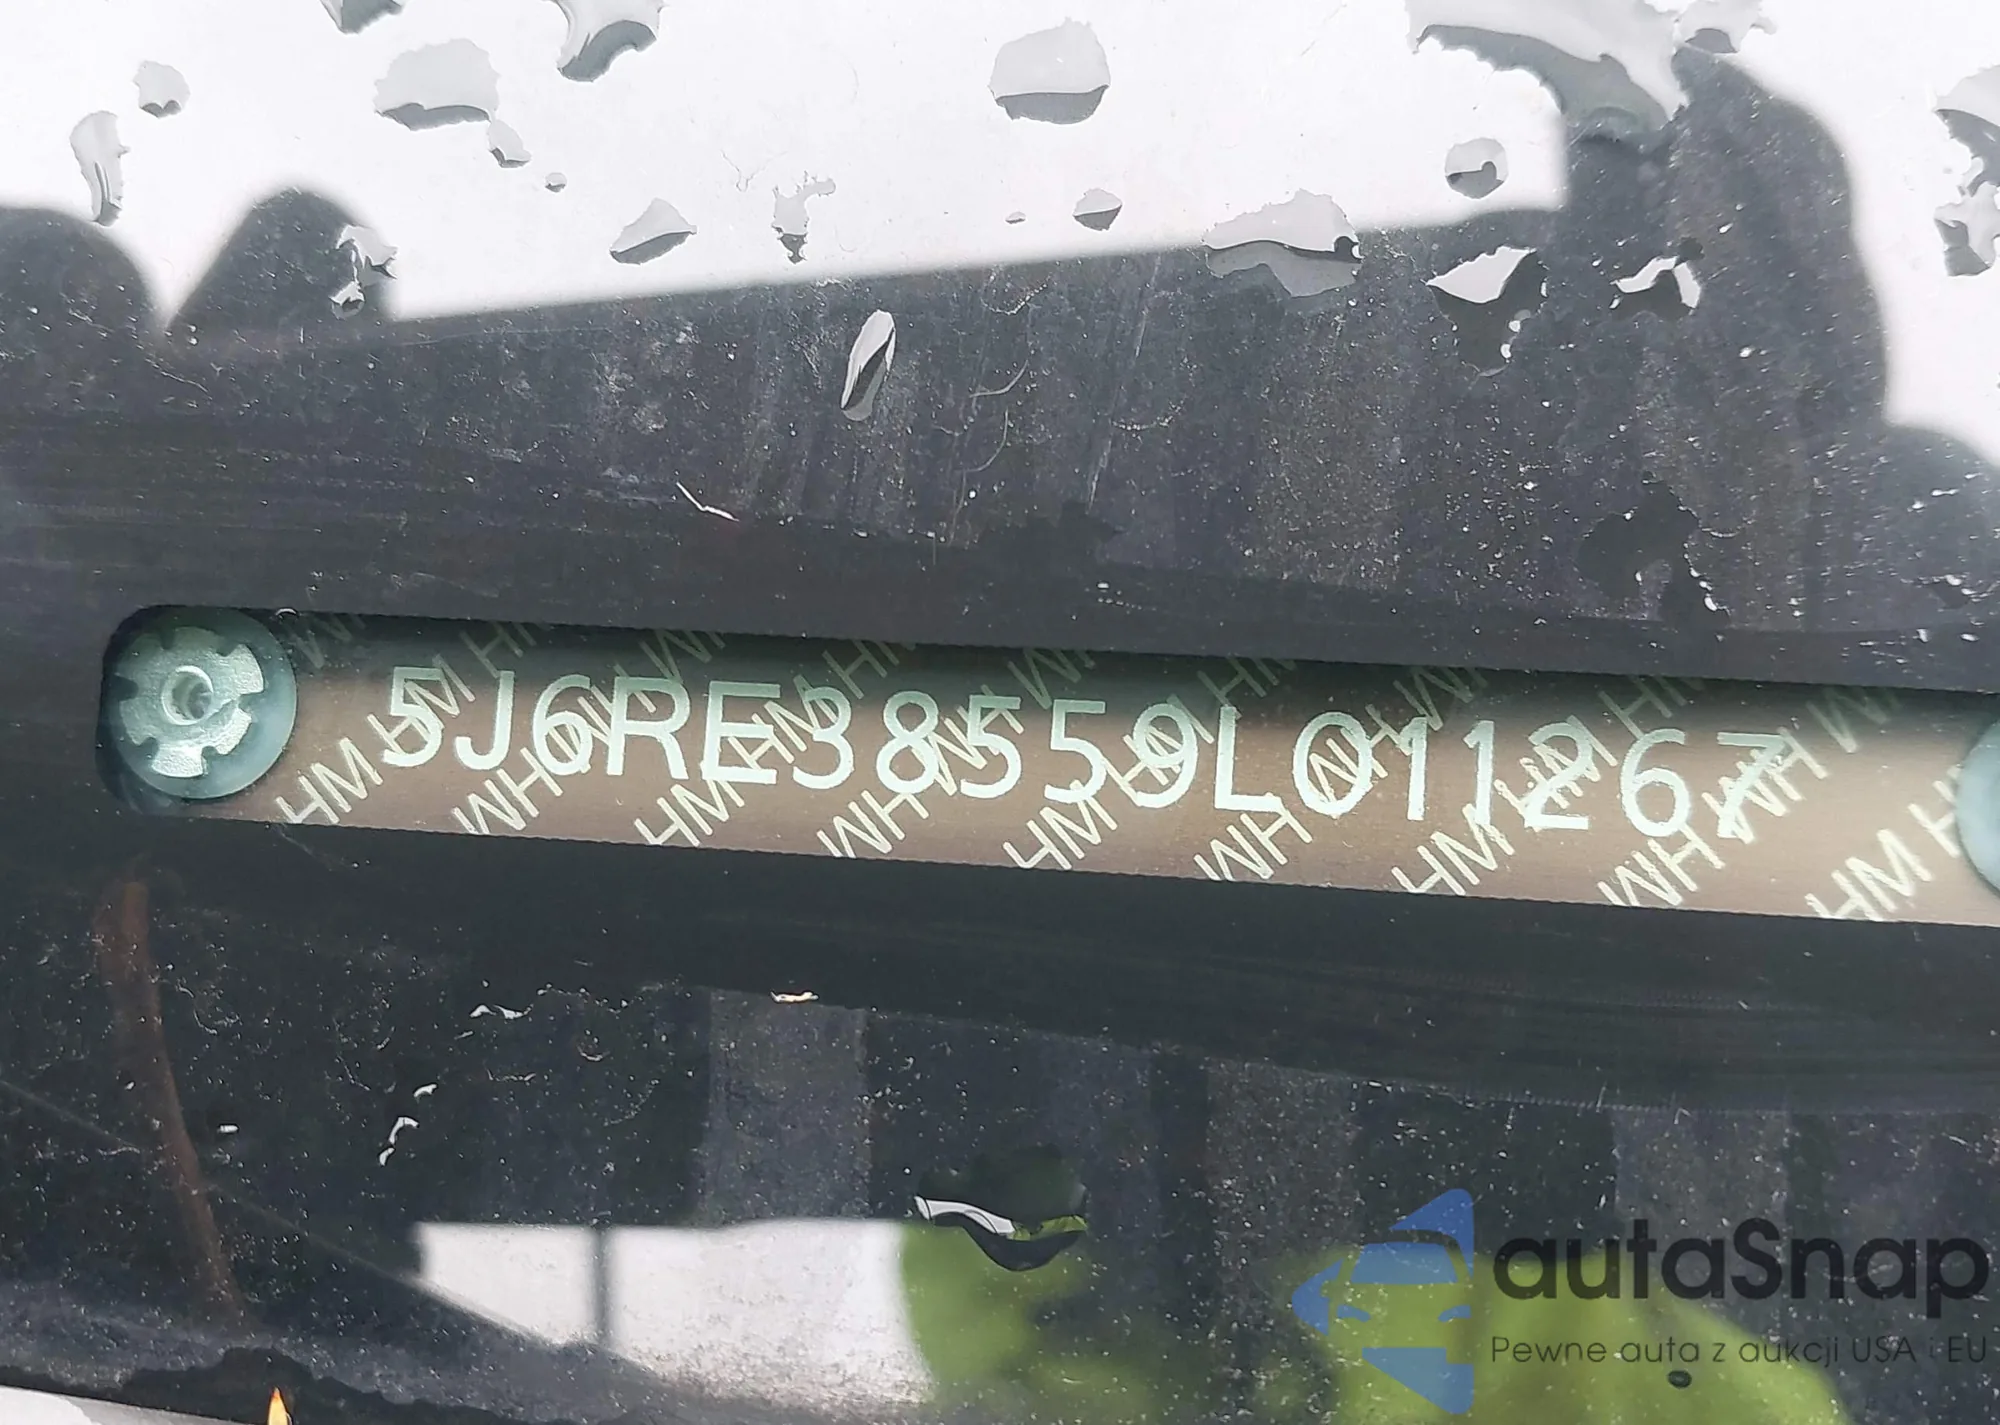 5J6RE38559L011267
autaSnap
Pewne auta z aukcji USA i EU